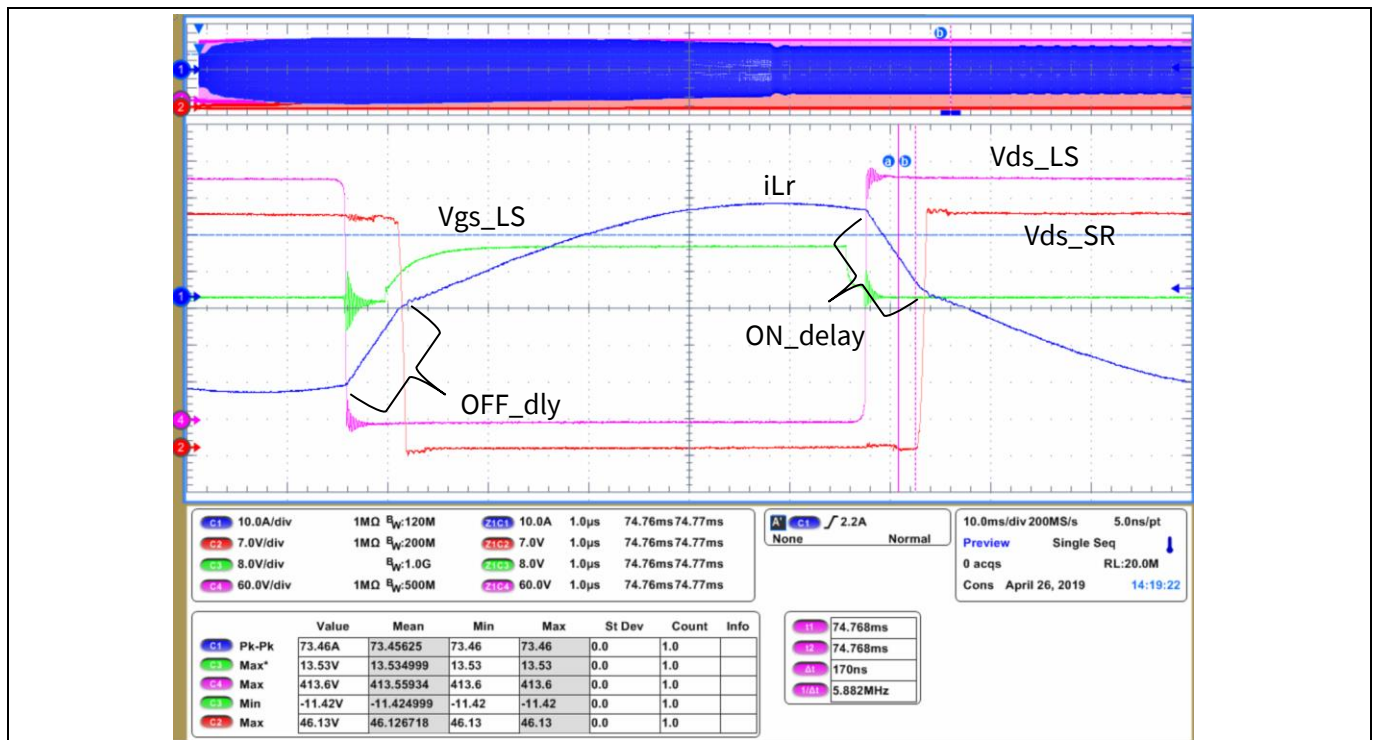 b
1
2
a b
Vds_LS
iLr
Vgs_LS
Vds_SR
1
ON_delay
OFF_dly
4
2
C1 10.0A/div 1MΩ BW:120M Z1C1 10.0A 1.0µs 74.76ms 74.77ms
C2 7.0V/div 1MΩ BW:200M Z1C2 7.0V 1.0µs 74.76ms 74.77ms
C3 8.0V/div BW:1.0G Z1C3 8.0V 1.0µs 74.76ms 74.77ms
C4 60.0V/div 1MΩ BW:500M Z1C4 60.0V 1.0µs 74.76ms 74.77ms
A' C1 2.2A
None Normal
10.0ms/div 200MS/s 5.0ns/pt
Preview Single Seq
0 acqs RL:20.0M
Cons April 26, 2019 14:19:22
Value Mean Min Max St Dev Count Info
C1 Pk-Pk 73.46A 73.45625 73.46 73.46 0.0 1.0
C3 Max* 13.53V 13.534999 13.53 13.53 0.0 1.0
C4 Max 413.6V 413.55934 413.6 413.6 0.0 1.0
C3 Min -11.42V -11.424999 -11.42 -11.42 0.0 1.0
C2 Max 46.13V 46.126718 46.13 46.13 0.0 1.0
t1 74.768ms
t2 74.768ms
Δt 170ns
1/Δt 5.882MHz